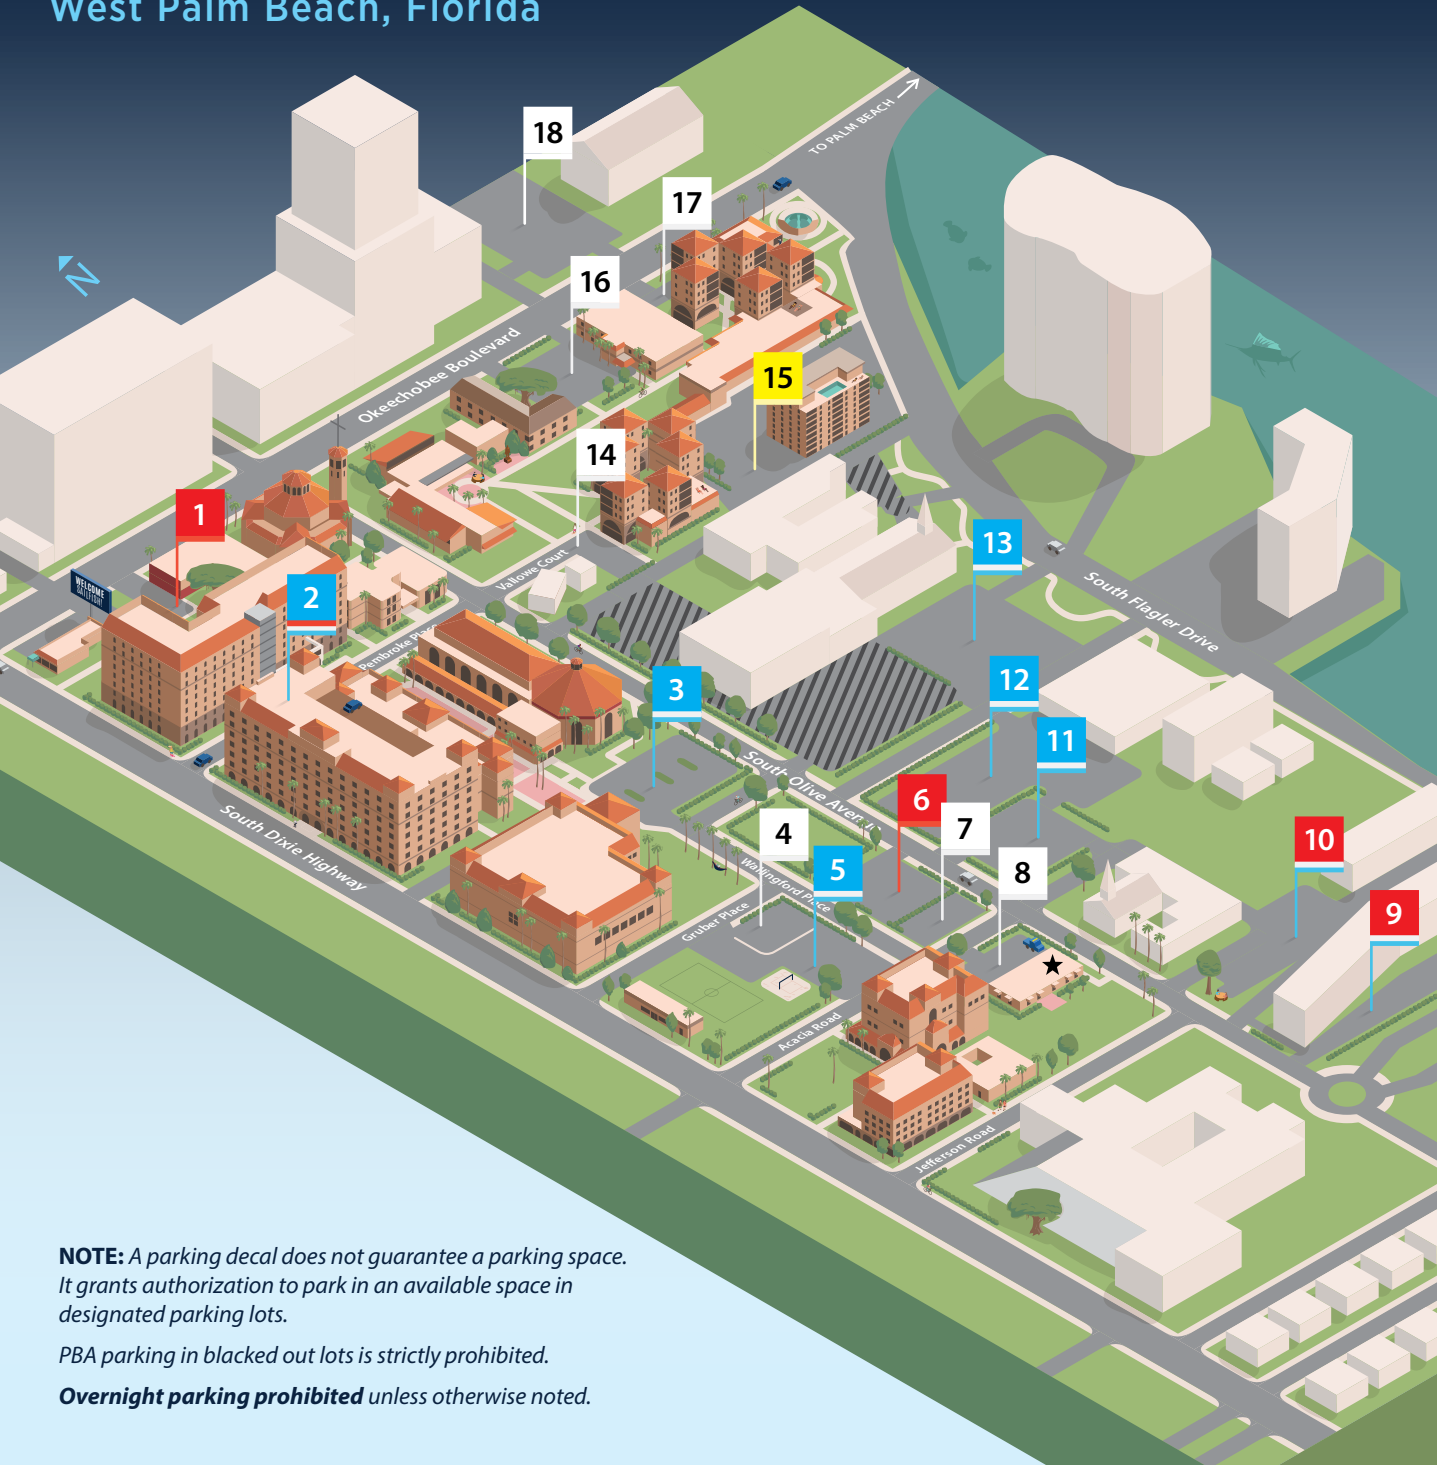 West Palm Beach, Florida
18
TO PALM BEACH
17
16
N
Okeechobee Boulevard
15
14
1
13
Vallowe Court
WELCOME
SAILFISH!
2
South Flagler Drive
Pembroke Place
3
12
11
South Olive Avenue
6
7
4
South Dixie Highway
5
8
10
Wallingford Place
9
Gruber Place
Acacia Road
Jefferson Road
NOTE: A parking decal does not guarantee a parking space.
It grants authorization to park in an available space in
designated parking lots.
PBA parking in blacked out lots is strictly prohibited.
Overnight parking prohibited unless otherwise noted.